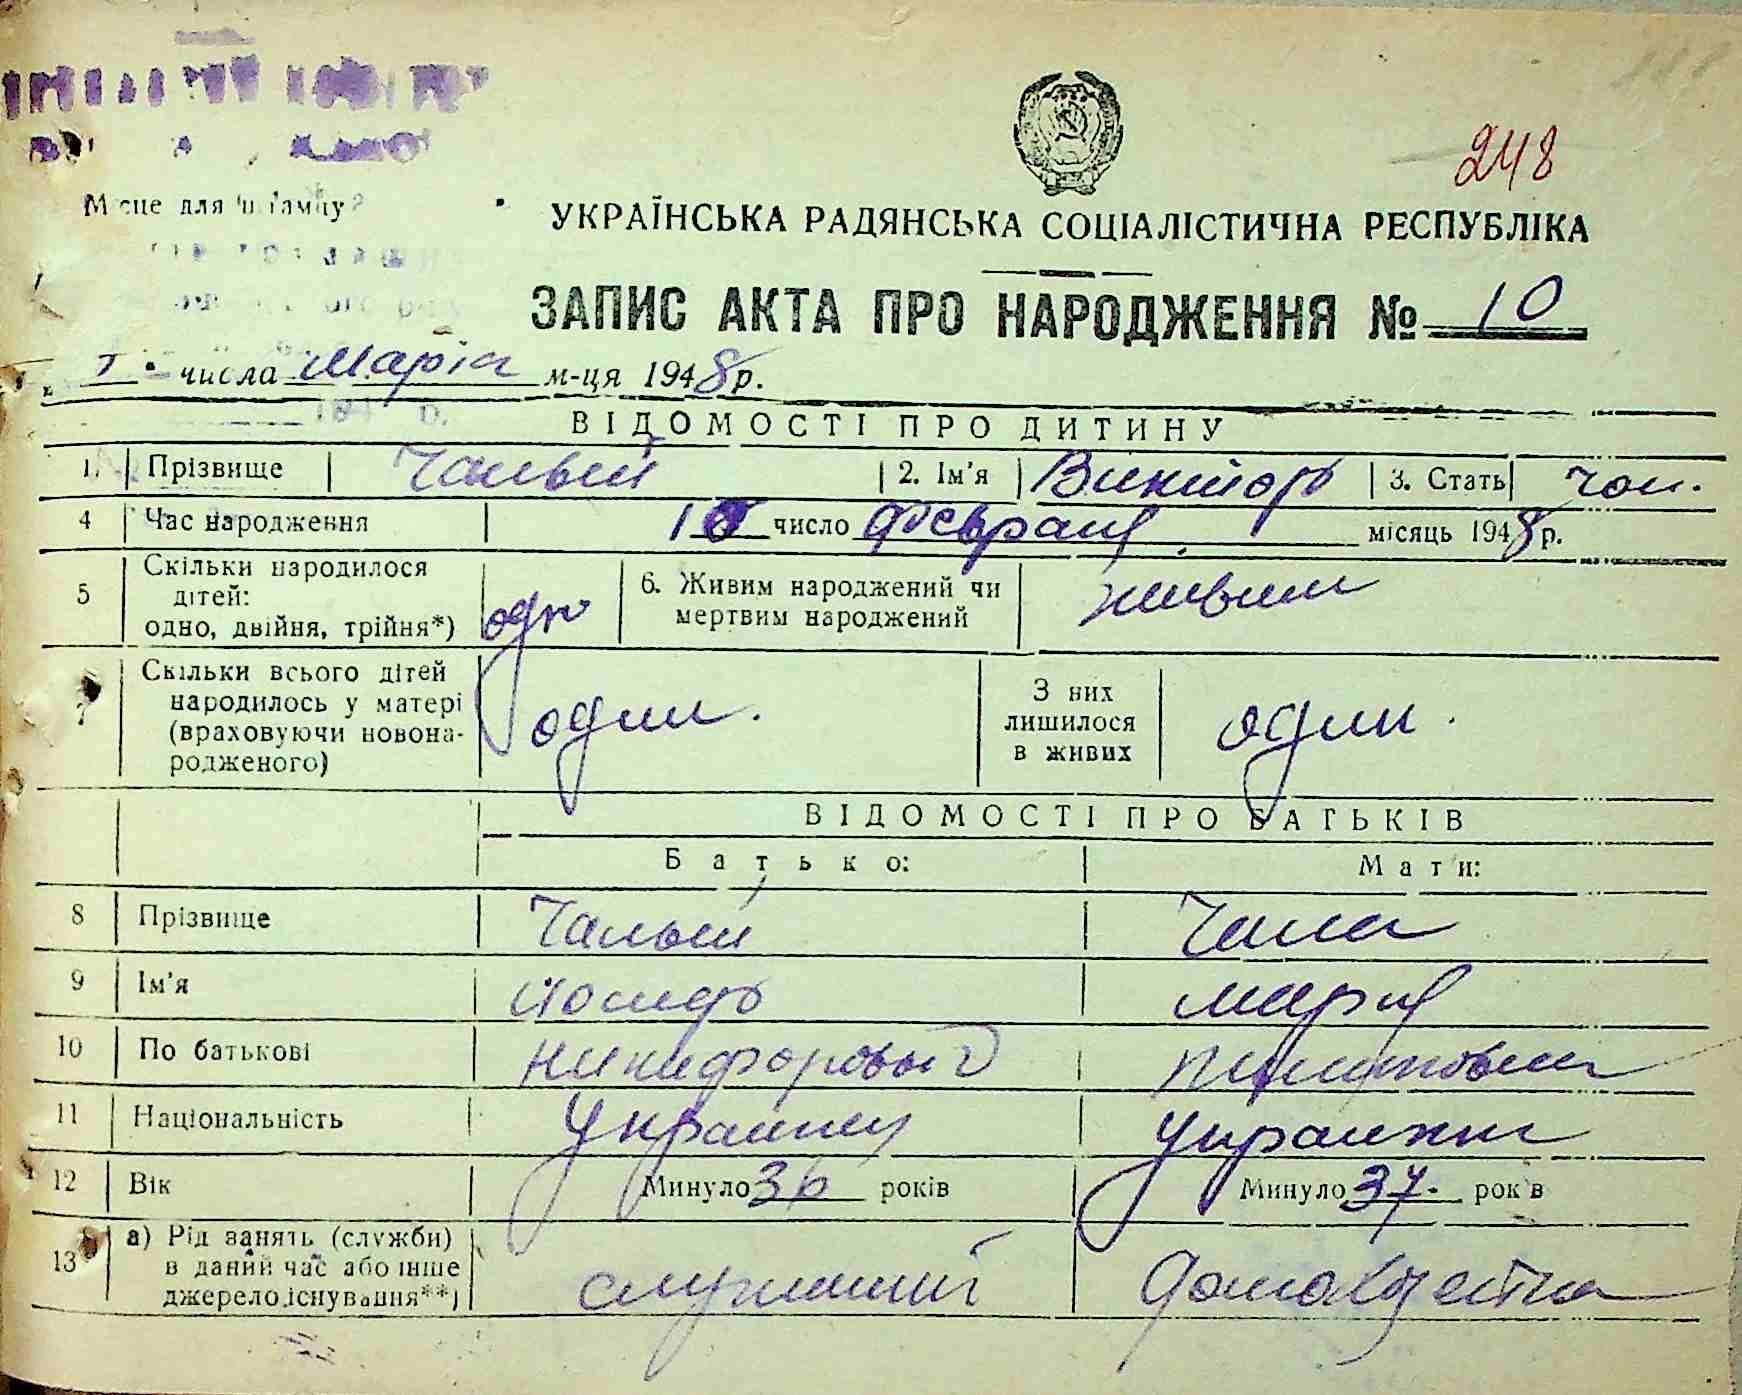 248
Місце для штампу
УКРАЇНСЬКА РАДЯНСЬКА СОЦІАЛІСТИЧНА РЕСПУБЛІКА
ЗАПИС АКТА ПРО НАРОДЖЕННЯ № 10
числа Марта м-ця 1948 р.
ВІДОМОСТІ ПРО ДИТИНУ
1. Прізвище Чалый 2. Ім'я Виктор 3. Стать чол.
4 Час народження число Февраля місяць 1948 р.
5 Скільки народилося дітей: одно, двійня, трійня*) одно 6. Живим народжений чи мертвим народжений живым
7 Скільки всього дітей народилось у матері (враховуючи новонародженого) один. З них лишилося в живих один.
ВІДОМОСТІ ПРО БАТЬКІВ
Батько: Мати:
8 Прізвище Чалый
9 Ім'я Иосиф Мария
10 По батькові Никифорович
11 Національність Украинец Украинка
12 Вік Минуло 36 років Минуло 37. років
13 а) Рід занять (служби) в даний час або інше джерело існування**) служащий домохозяйка